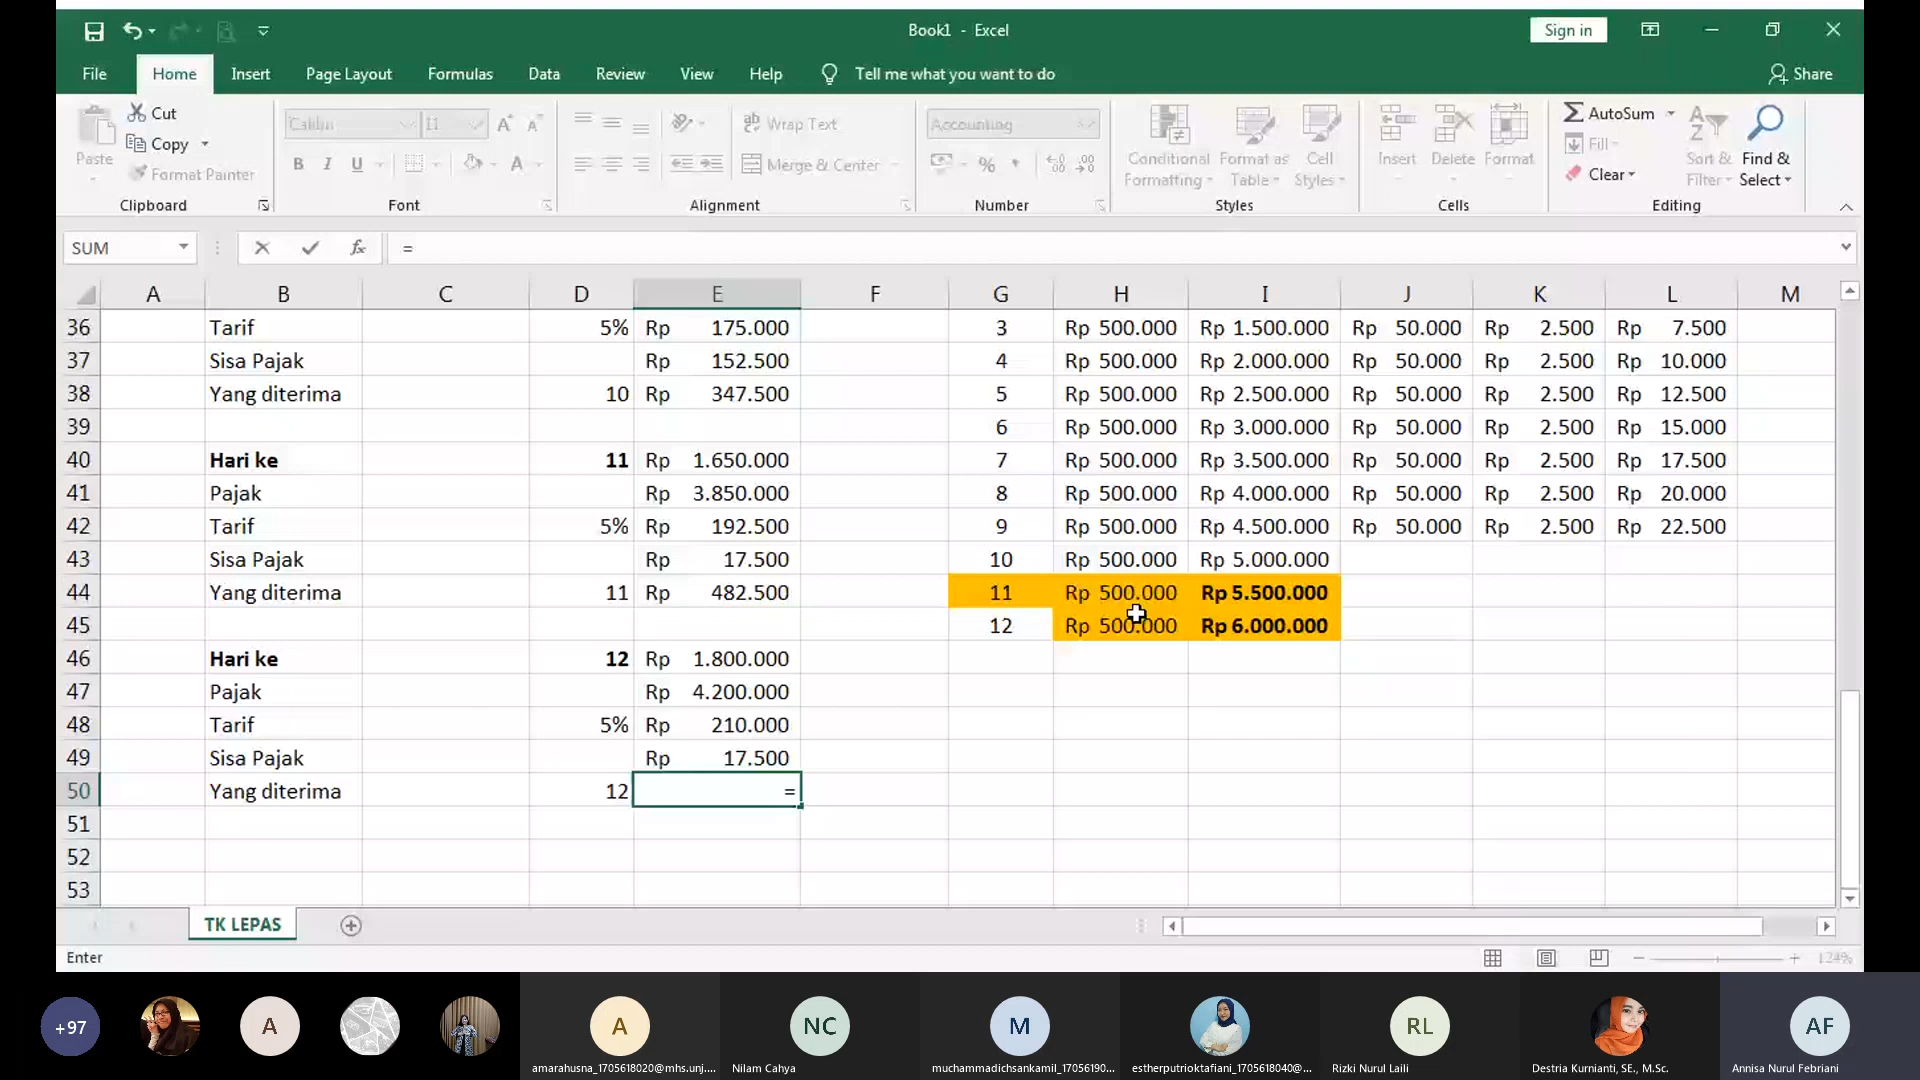 Book1 - Excel
Sign in
File Home Insert Page Layout Formulas Data Review View Help Tell me what you want to do Share
Paste
Cut
Copy
Format Painter
Clipboard
Calibri 11 A A
B I U A
Font
ab Wrap Text
Merge & Center
Alignment
Accounting
% ,
Number
Conditional Formatting
Format as Table
Cell Styles
Styles
Insert Delete Format
Cells
AutoSum
Fill
Clear
Sort & Filter
Find & Select
Editing
SUM fx =
A B C D E F G H I J K L M
36 Tarif 5% Rp 175.000 3 Rp 500.000 Rp 1.500.000 Rp 50.000 Rp 2.500 Rp 7.500
37 Sisa Pajak Rp 152.500 4 Rp 500.000 Rp 2.000.000 Rp 50.000 Rp 2.500 Rp 10.000
38 Yang diterima 10 Rp 347.500 5 Rp 500.000 Rp 2.500.000 Rp 50.000 Rp 2.500 Rp 12.500
39 6 Rp 500.000 Rp 3.000.000 Rp 50.000 Rp 2.500 Rp 15.000
40 Hari ke 11 Rp 1.650.000 7 Rp 500.000 Rp 3.500.000 Rp 50.000 Rp 2.500 Rp 17.500
41 Pajak Rp 3.850.000 8 Rp 500.000 Rp 4.000.000 Rp 50.000 Rp 2.500 Rp 20.000
42 Tarif 5% Rp 192.500 9 Rp 500.000 Rp 4.500.000 Rp 50.000 Rp 2.500 Rp 22.500
43 Sisa Pajak Rp 17.500 10 Rp 500.000 Rp 5.000.000
44 Yang diterima 11 Rp 482.500 11 Rp 500.000 Rp 5.500.000
45 12 Rp 500.000 Rp 6.000.000
46 Hari ke 12 Rp 1.800.000
47 Pajak Rp 4.200.000
48 Tarif 5% Rp 210.000
49 Sisa Pajak Rp 17.500
50 Yang diterima 12 =
51
52
53
TK LEPAS
Enter 124%
+97 A A NC M RL AF
amarahusna_1705618020@mhs.unj.... Nilam Cahya muchammadichsankamil_17056190... estherputrioktafiani_1705618040@... Rizki Nurul Laili Destria Kurnianti, SE., M.Sc. Annisa Nurul Febriani